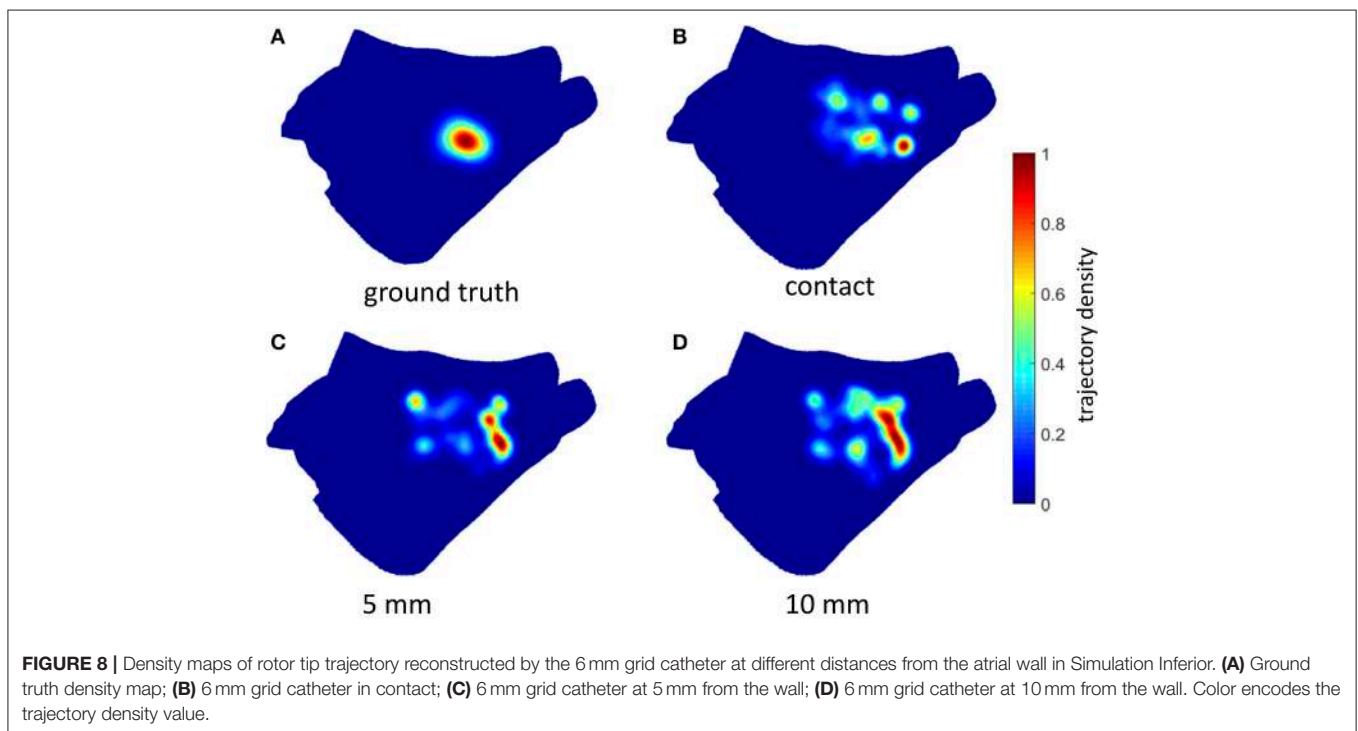 A
B
ground truth
contact
C
D
5 mm
10 mm
1
0.8
0.6
0.4
0.2
0
trajectory density
FIGURE 8 | Density maps of rotor tip trajectory reconstructed by the 6 mm grid catheter at different distances from the atrial wall in Simulation Inferior. (A) Ground
truth density map; (B) 6 mm grid catheter in contact; (C) 6 mm grid catheter at 5 mm from the wall; (D) 6 mm grid catheter at 10 mm from the wall. Color encodes the
trajectory density value.